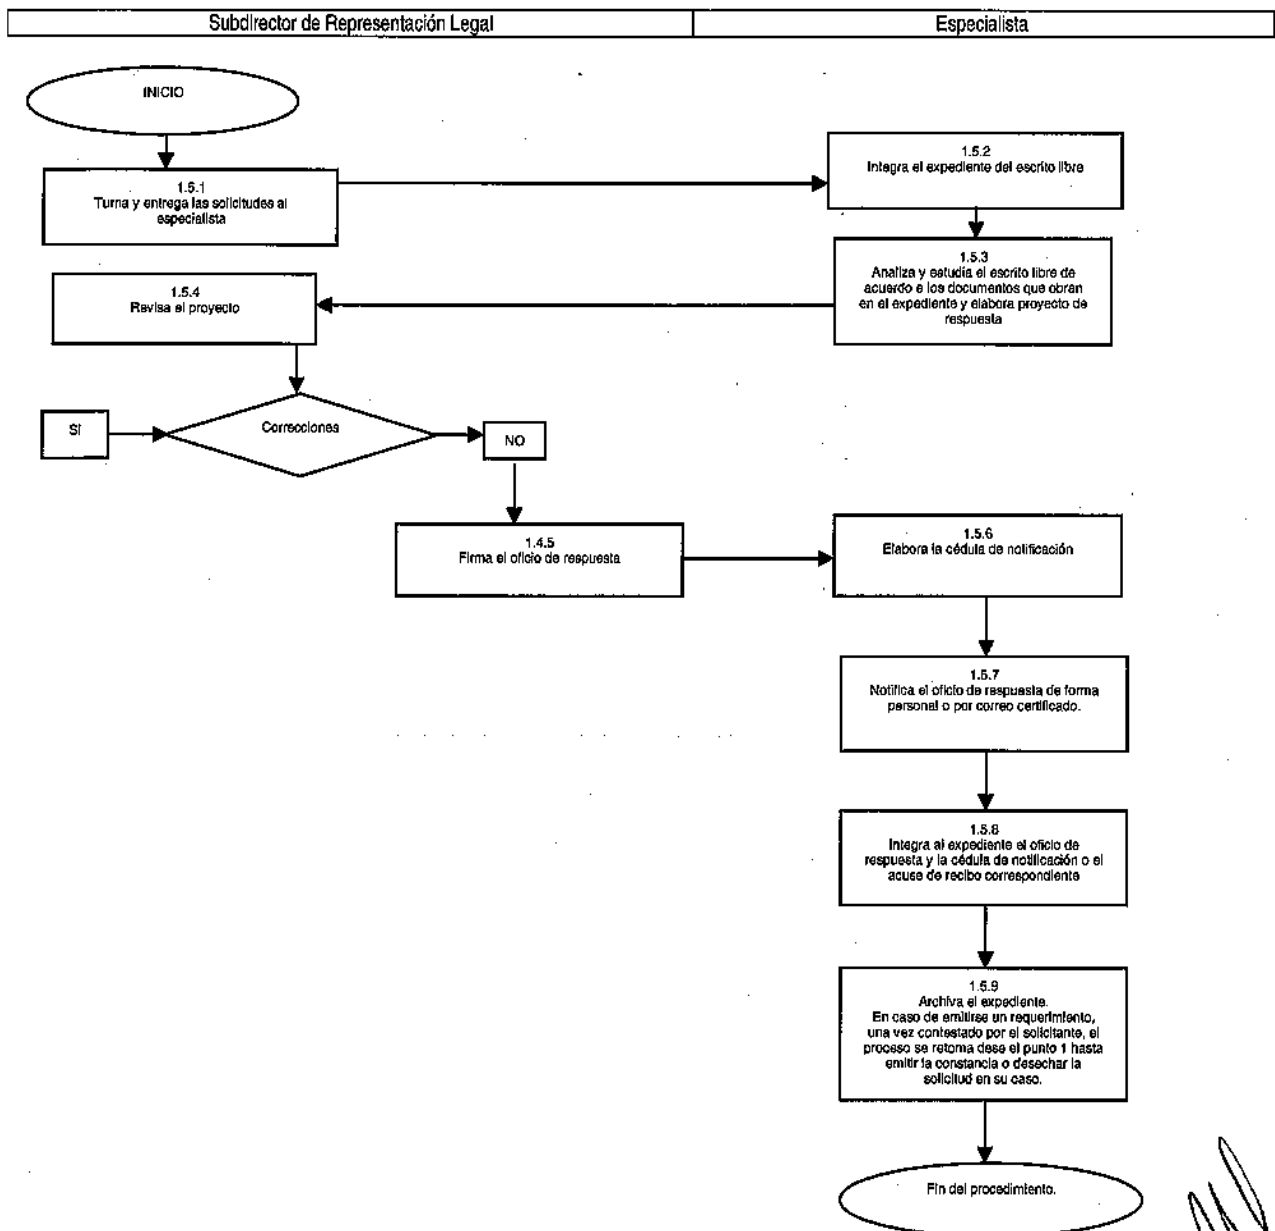 Subdirector de Representación Legal
Especialista
INICIO
1.5.1
Turna y entrega las solicitudes al
especialista
1.5.2
Integra el expediente del escrito libre
1.5.3
Analiza y estudia el escrito libre de
acuerdo a los documentos que obran
en el expediente y elabora proyecto de
respuesta
1.5.4
Revisa el proyecto
SI
Correcciones
NO
1.4.5
Firma el oficio de respuesta
1.5.6
Elabora la cédula de notificación
1.5.7
Notifica el oficio de respuesta de forma
personal o por correo certificado.
1.5.8
Integra al expediente el oficio de
respuesta y la cédula de notificación o el
acuse de recibo correspondiente
1.5.9
Archiva el expediente.
En caso de emitirse un requerimiento,
una vez contestado por el solicitante, el
proceso se retoma dese el punto 1 hasta
emitir la constancia o desechar la
solicitud en su caso.
Fin del procedimiento.